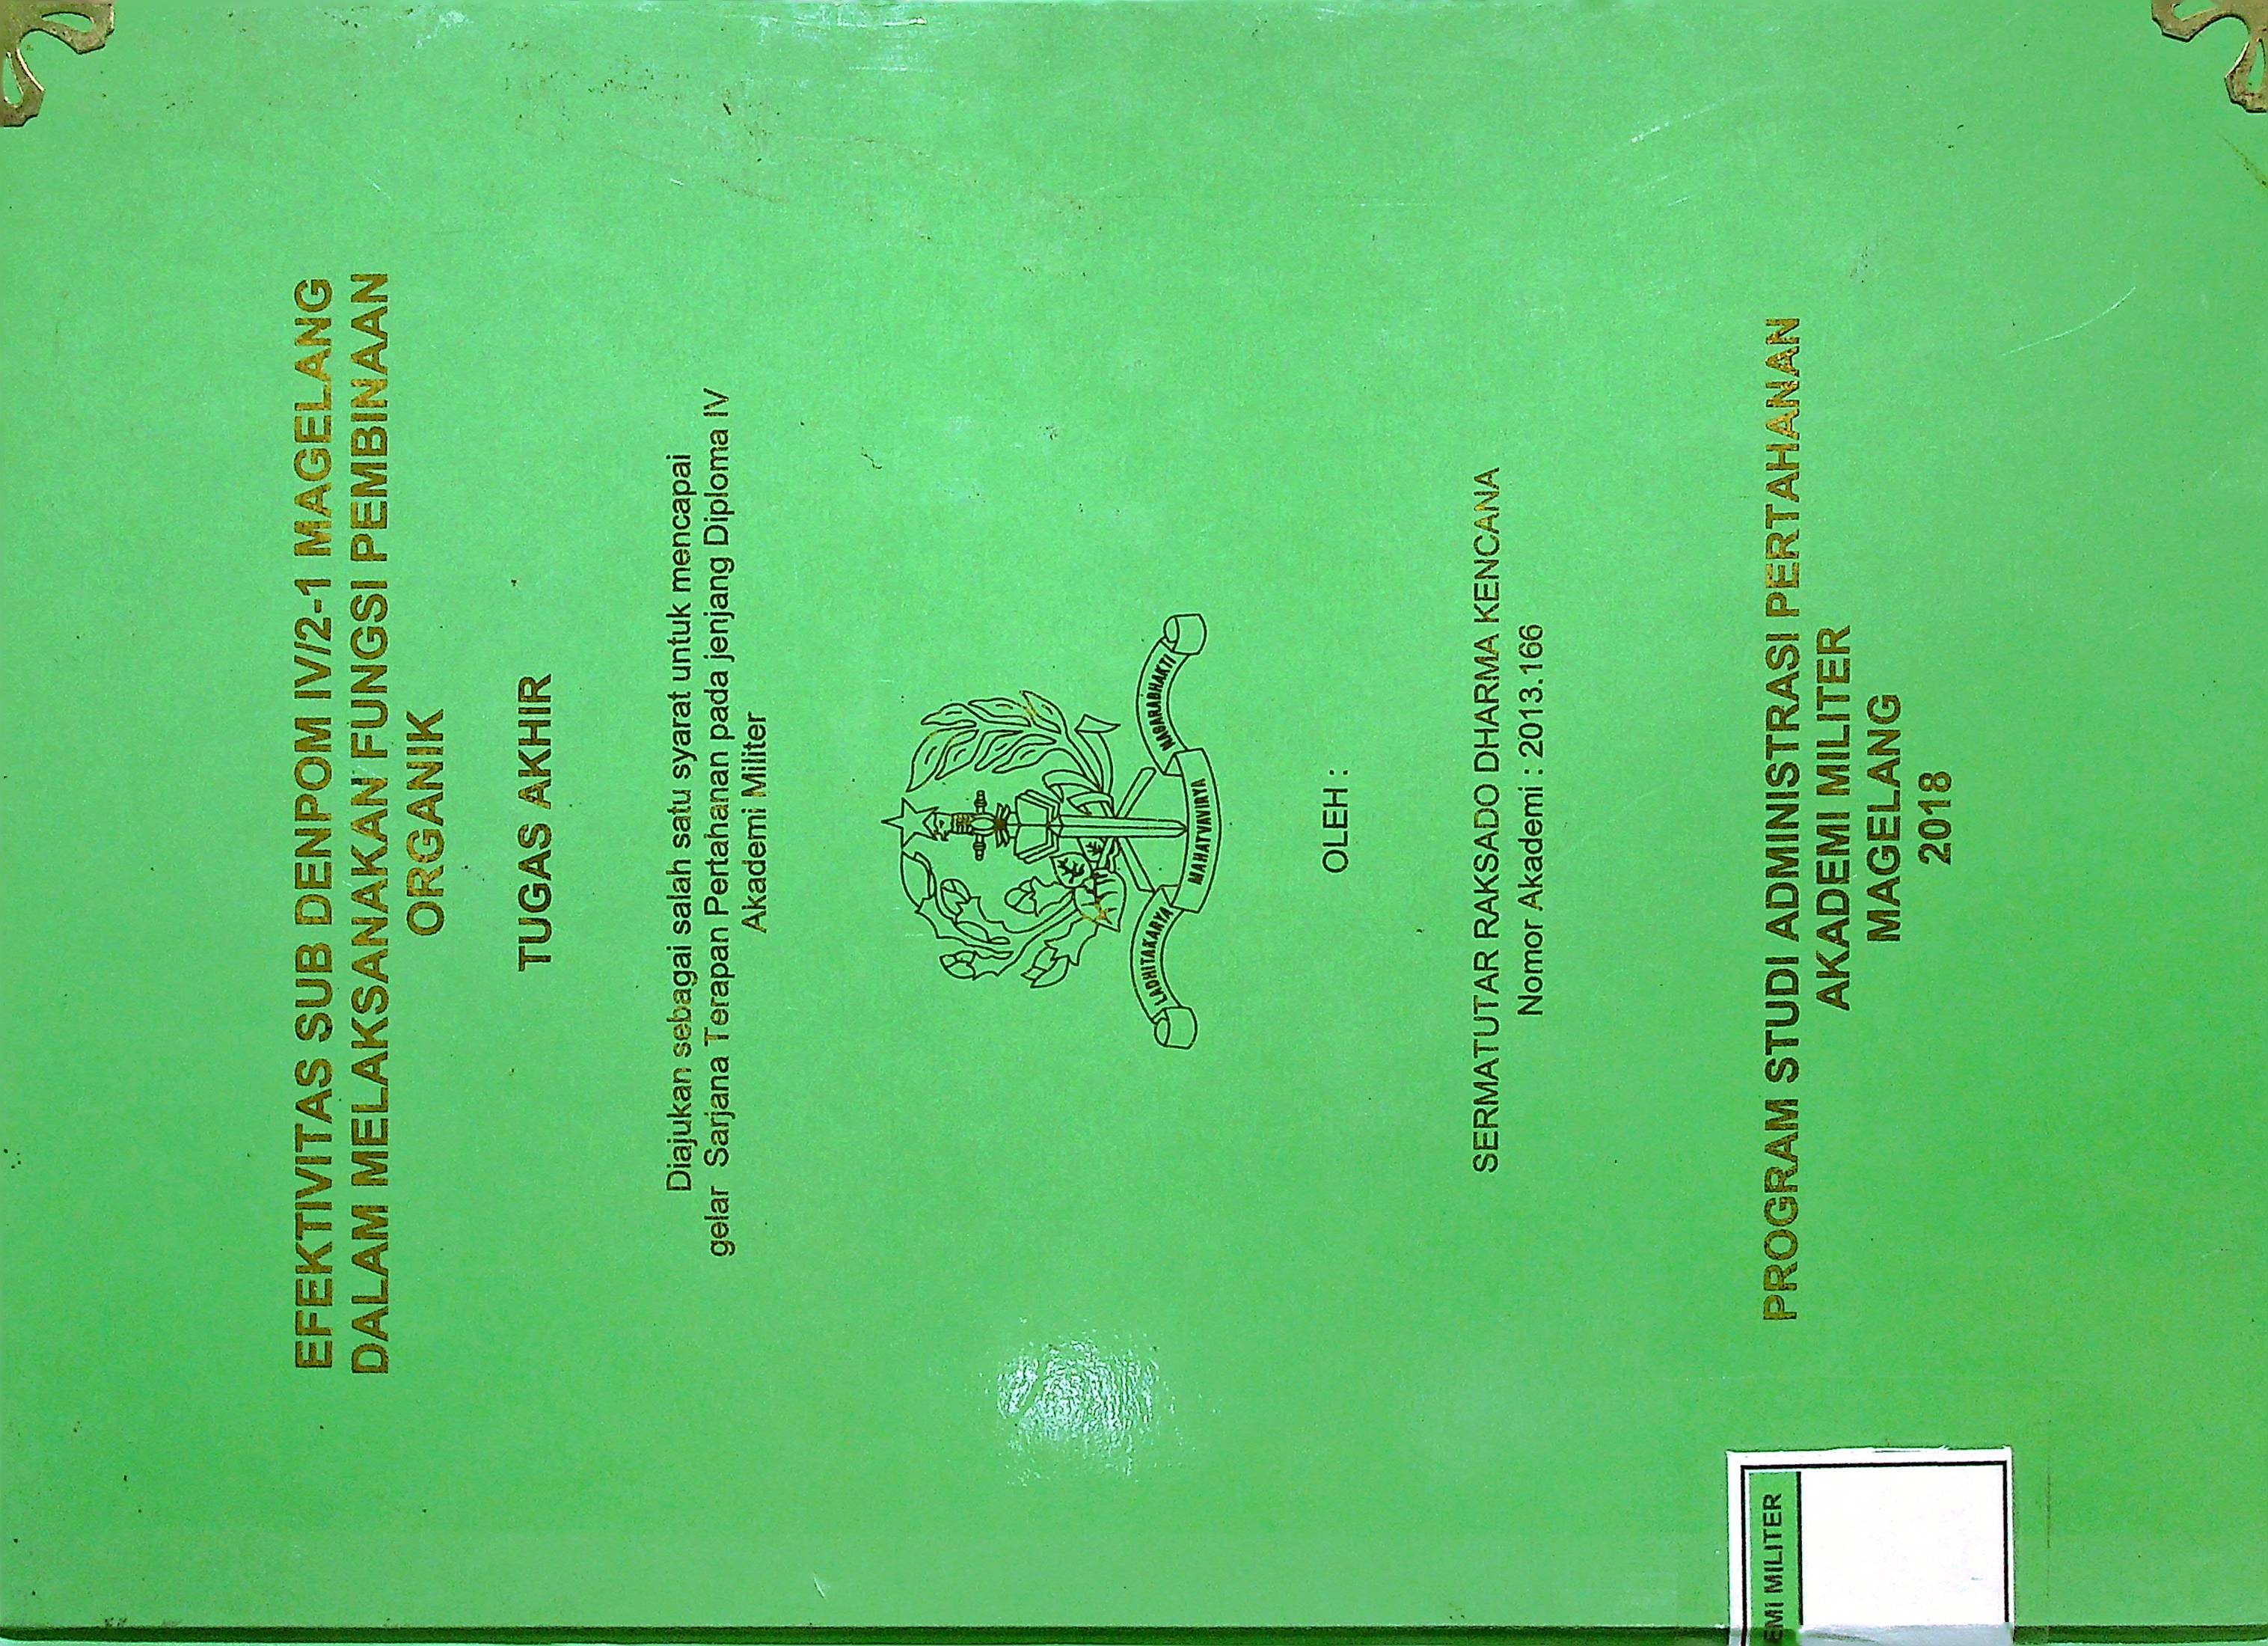 EFEKTIVITAS SUB DENPOM IV/2-1 MAGELANG
DALAM MELAKSANAKAN FUNGSI PEMBINAAN
ORGANIK
TUGAS AKHIR
Diajukan sebagai salah satu syarat untuk mencapai
gelar Sarjana Terapan Pertahanan pada jenjang Diploma IV
Akademi Militer
ADHITAKARYA
MAHATVAVIRYA
NAGARABHAKTI
OLEH :
SERMATUTAR RAKSADO DHARMA KENCANA
Nomor Akademi : 2013.166
PROGRAM STUDI ADMINISTRASI PERTAHANAN
AKADEMI MILITER
MAGELANG
2018
EMI MILITER